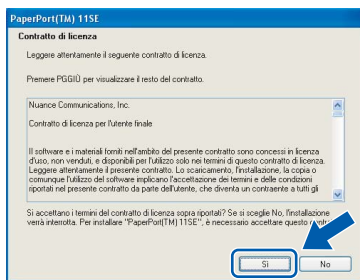 PaperPort(TM) 11SE
Contratto di licenza
Leggere attentamente il seguente contratto di licenza.
Premere PGGIÙ per visualizzare il resto del contratto.
Nuance Communications, Inc.
Contratto di licenza per l'utente finale
Il software e i materiali forniti nell'ambito del presente contratto sono concessi in licenza
d'uso, non venduti, e disponibili per l'utilizzo solo nei termini di questo contratto di licenza.
Leggere attentamente il presente contratto. Lo scaricamento, l'installazione, la copia o
comunque l'utilizzo del software implicano l'accettazione dei termini e delle condizioni
riportati nel presente contratto da parte dell'utente, che diventa un contraente a tutti gli
Si accettano i termini del contratto di licenza sopra riportati? Se si sceglie No, l'installazione
verrà interrotta. Per installare "PaperPort(TM) 11SE", è necessario accettare questo
Sì
No